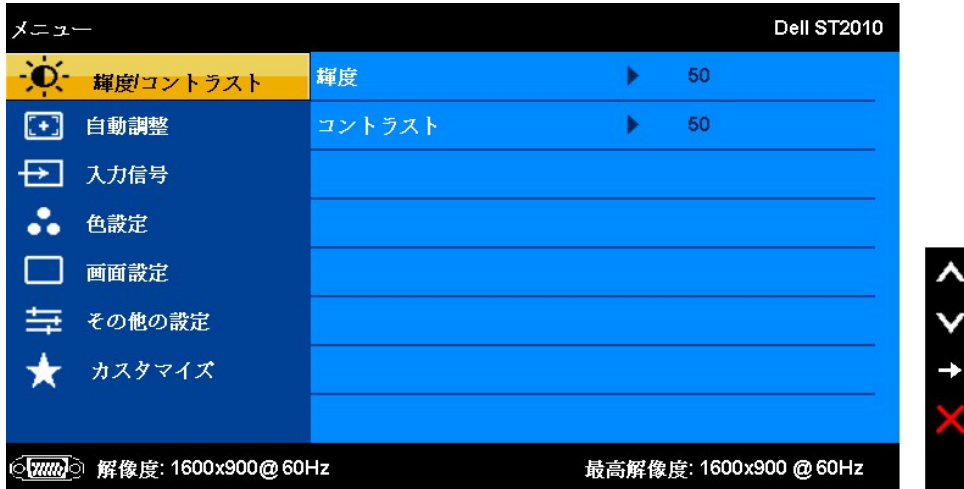 メニュー Dell ST2010
輝度/コントラスト 輝度 50
自動調整 コントラスト 50
入力信号
色設定
画面設定
その他の設定
カスタマイズ
解像度: 1600x900@60Hz 最高解像度: 1600x900 @60Hz